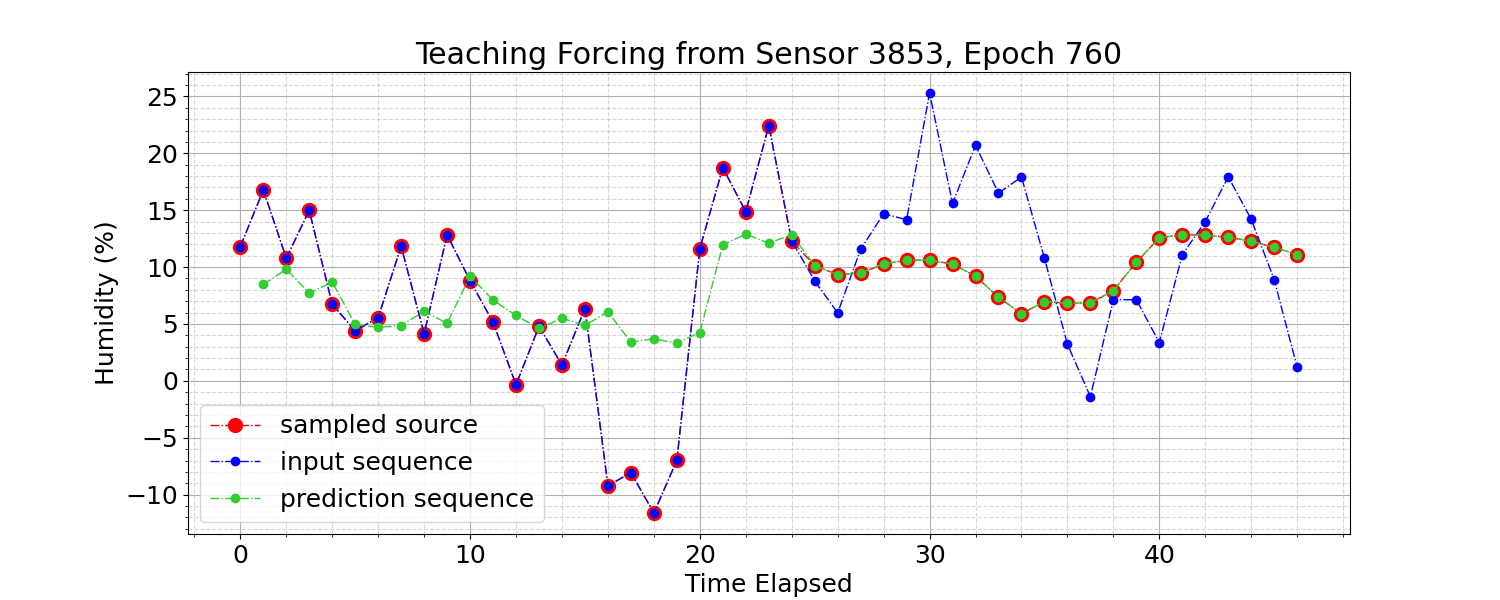 Teaching Forcing from Sensor 3853, Epoch 760
25
20
15
10
5
0
−5
−10
Humidity (%)
sampled source
input sequence
prediction sequence
0 10 20 30 40
Time Elapsed